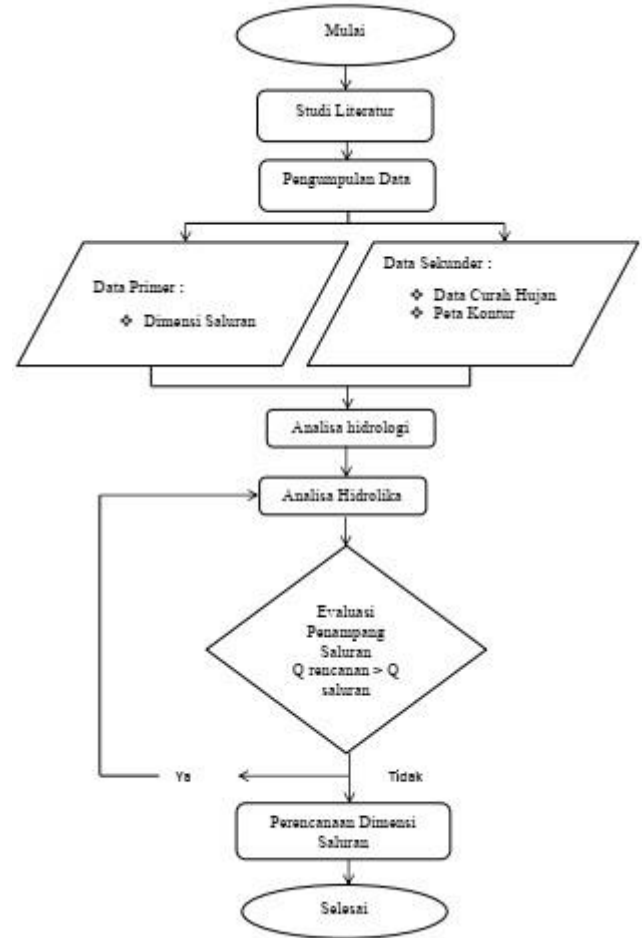 Mulai
Studi Literatur
Pengumpulan Data
Data Primer :
❖ Dimensi Saluran
Data Sekunder :
❖ Data Curah Hujan
❖ Peta Kontur
Analisa hidrologi
Analisa Hidrolika
Evaluasi
Penampang
Saluran
Q rencanan > Q
saluran
Ya
Tidak
Perencanaan Dimensi
Saluran
Selesai